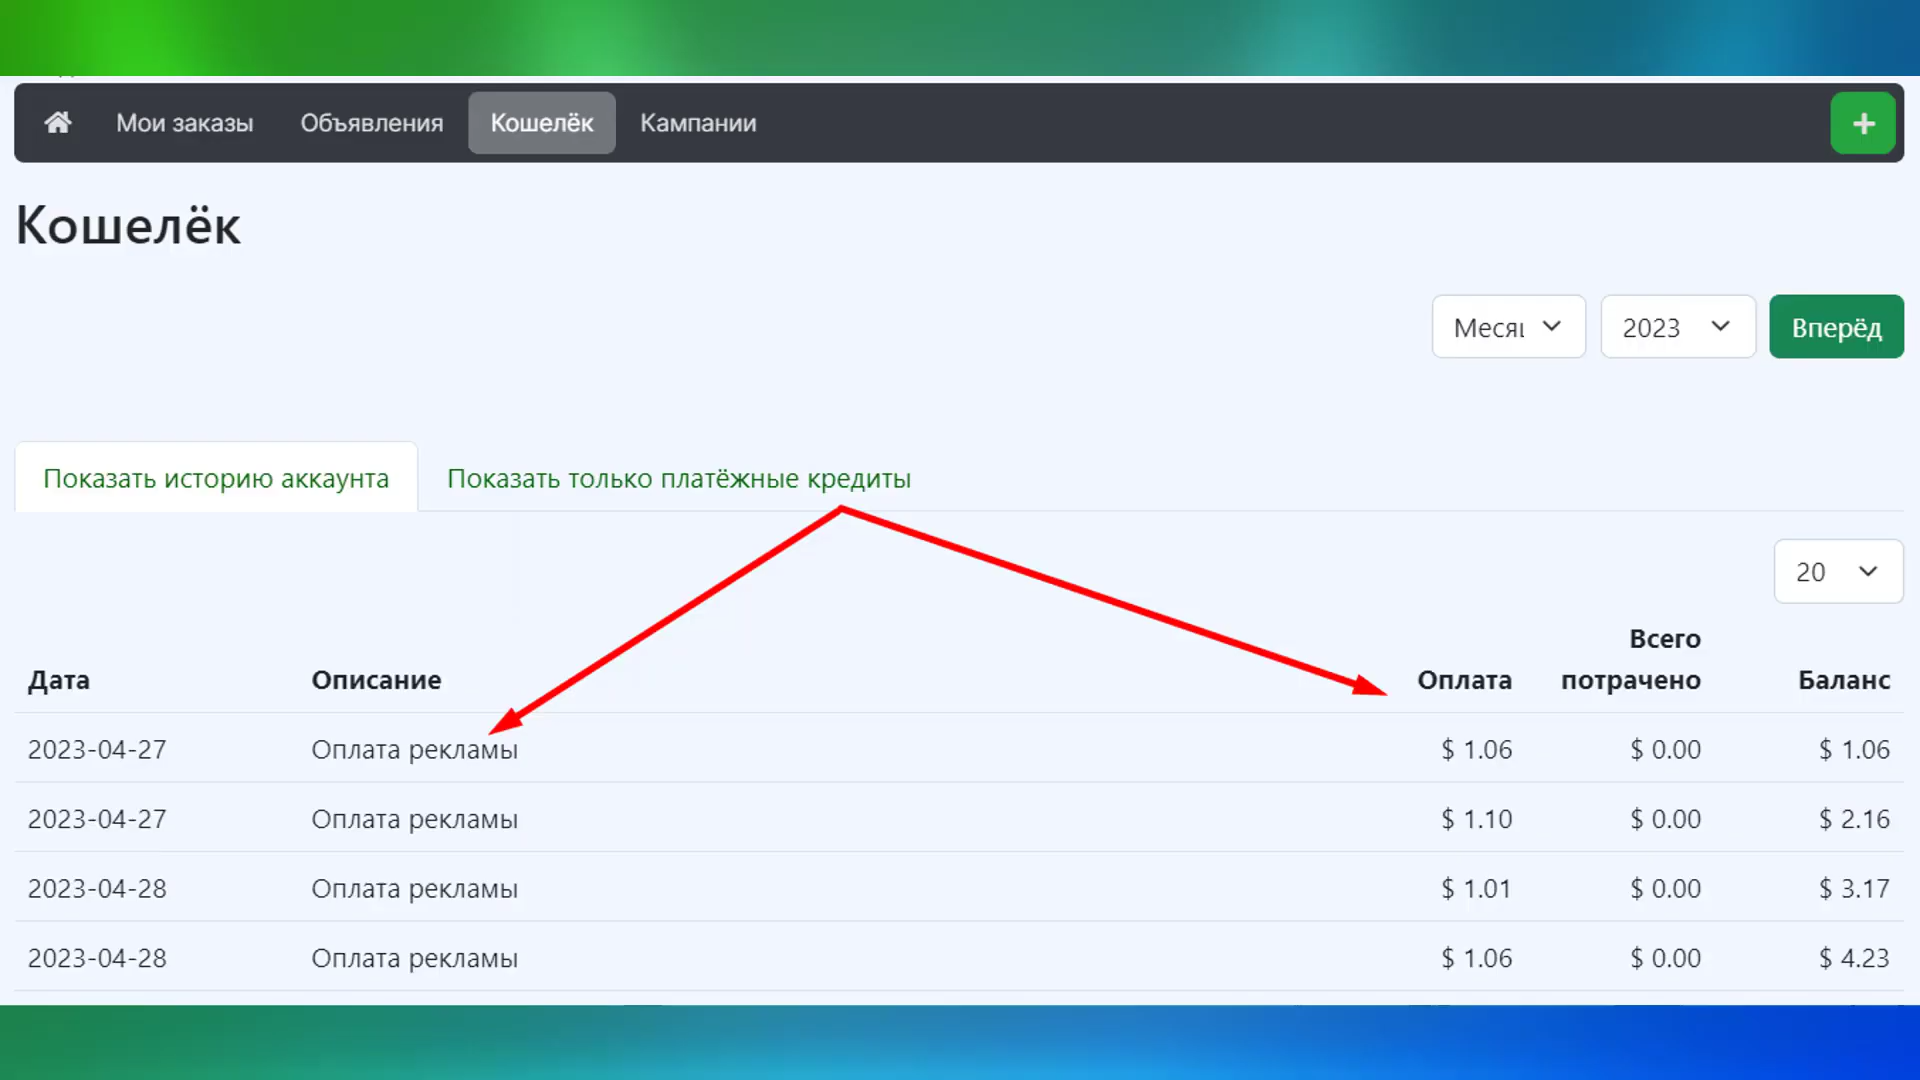 Мои заказы Объявления Кошелёк Кампании +
Кошелёк
Месяц 2023 Вперёд
Показать историю аккаунта Показать только платёжные кредиты
20
Дата Описание Оплата Всего потрачено Баланс
2023-04-27 Оплата рекламы $ 1.06 $ 0.00 $ 1.06
2023-04-27 Оплата рекламы $ 1.10 $ 0.00 $ 2.16
2023-04-28 Оплата рекламы $ 1.01 $ 0.00 $ 3.17
2023-04-28 Оплата рекламы $ 1.06 $ 0.00 $ 4.23